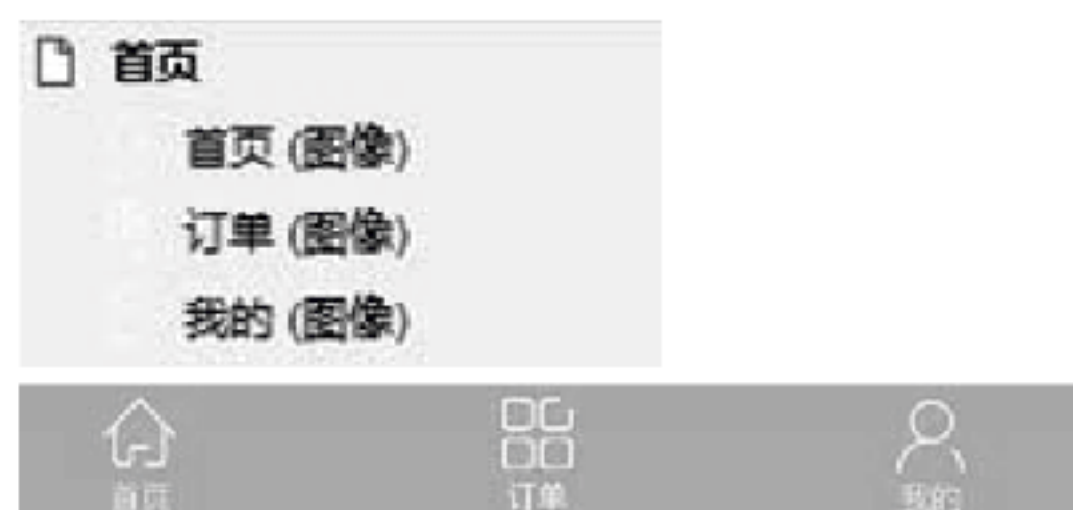 首页
首页 (图像)
订单 (图像)
我的 (图像)
首页 订单 我的